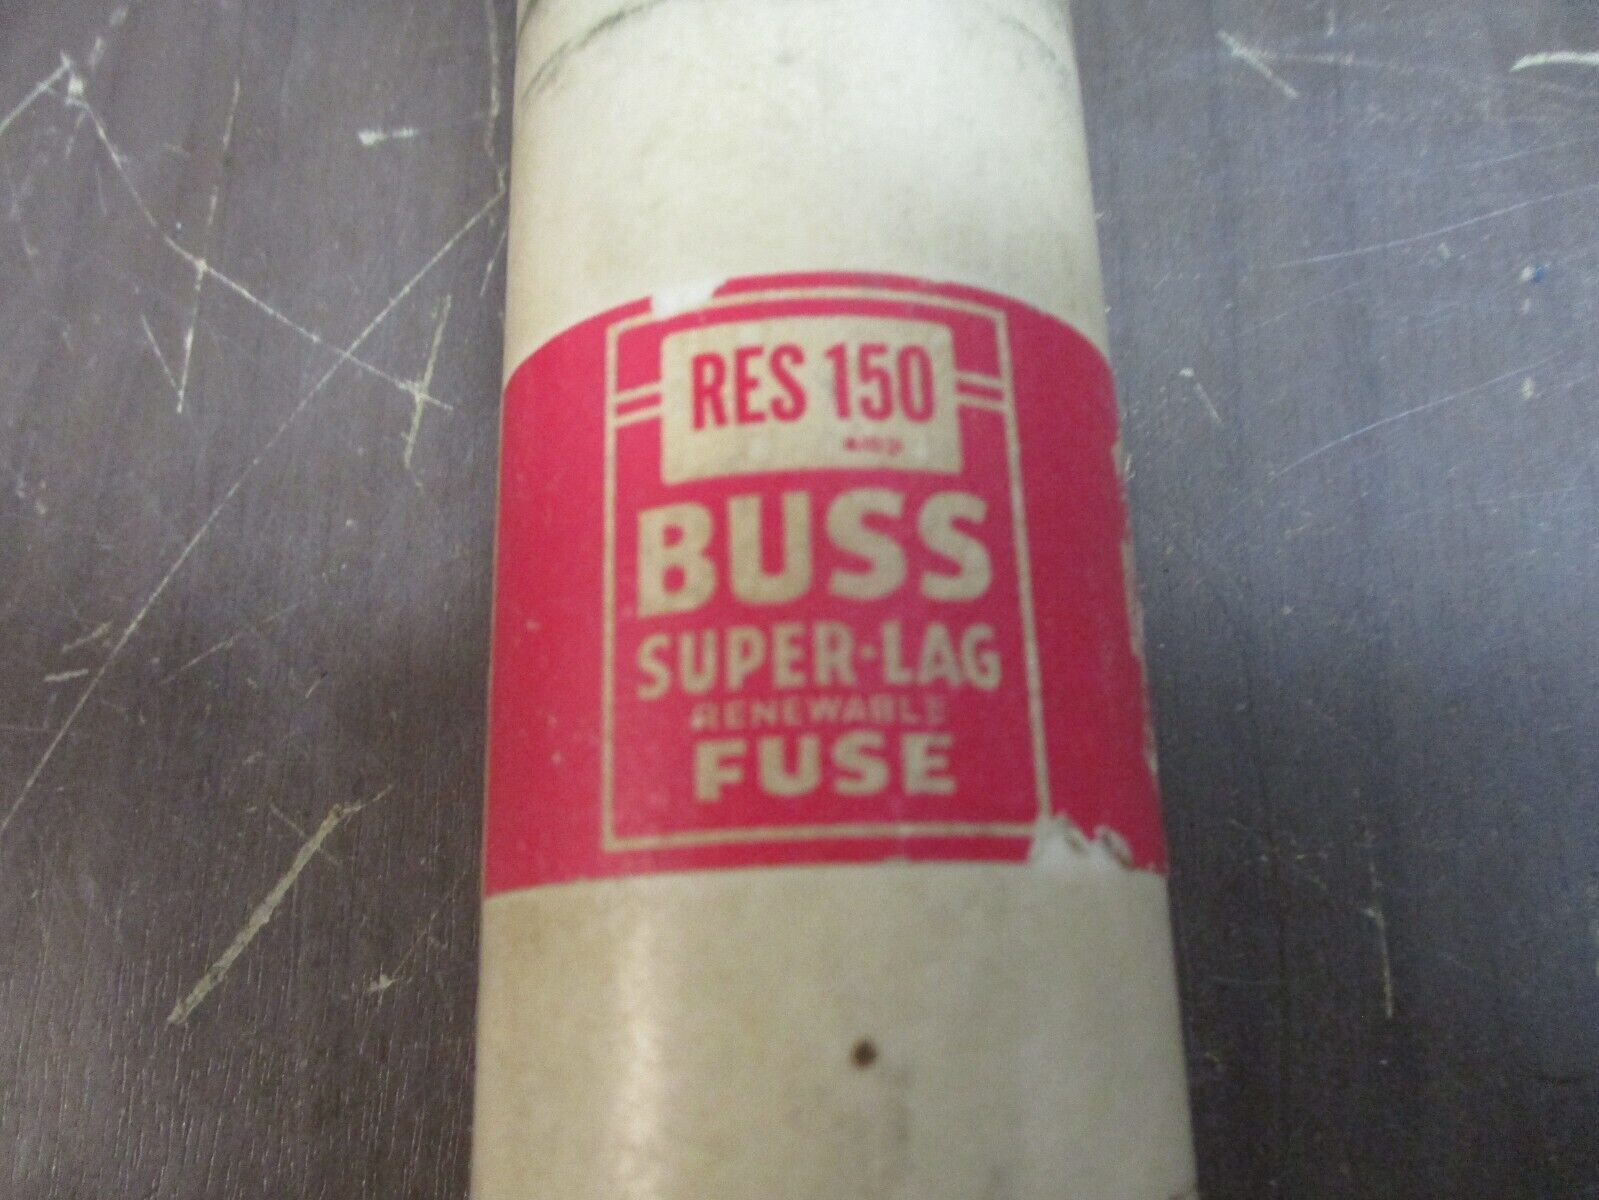 RES 150
amp
BUSS
SUPER-LAG
RENEWABLE
FUSE